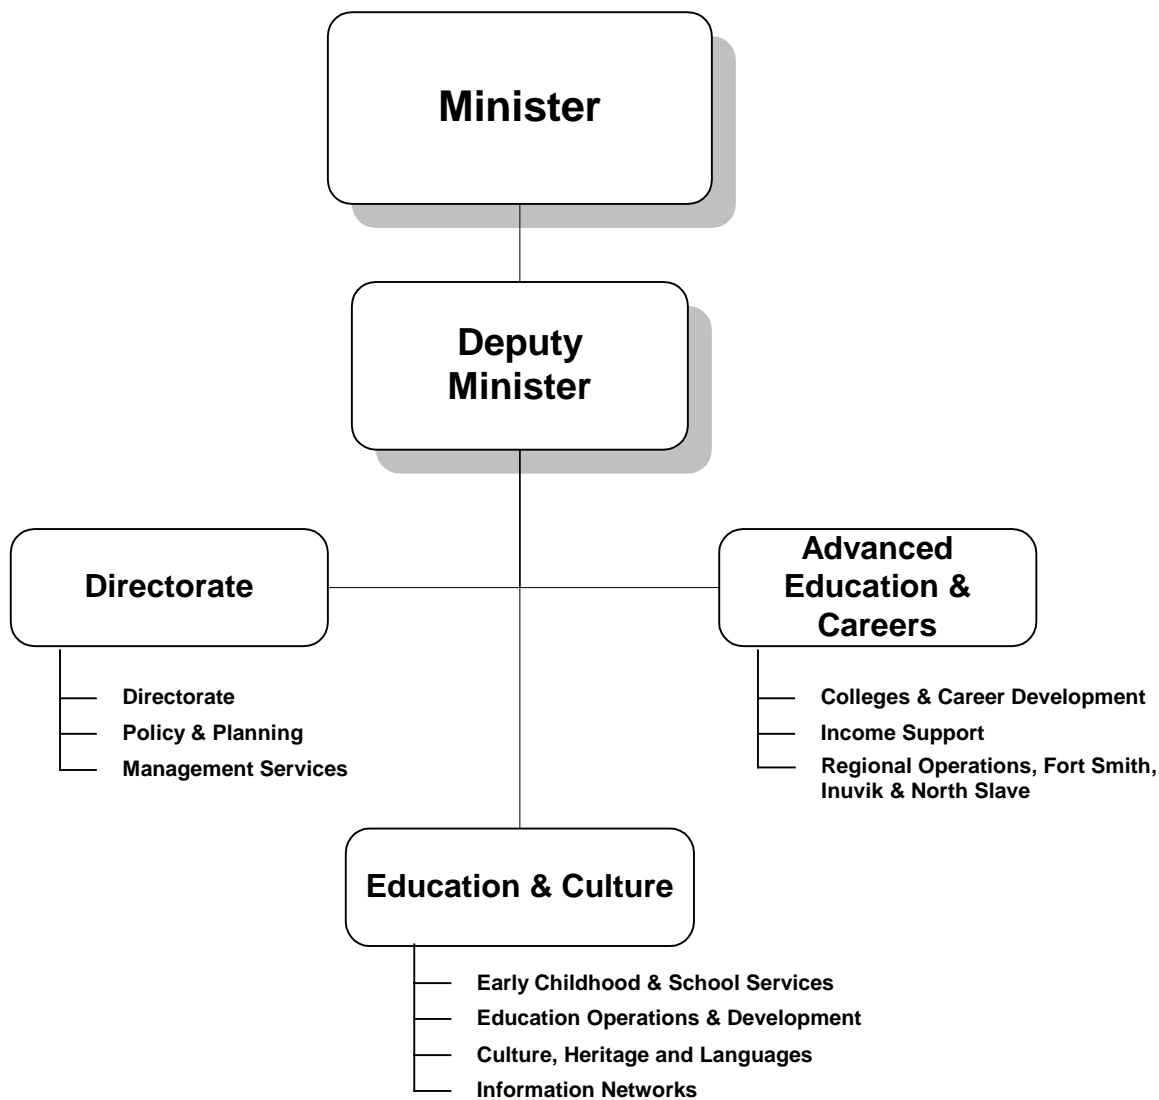 Minister
Deputy
Minister
Directorate
Advanced
Education &
Careers
Directorate
Policy & Planning
Management Services
Colleges & Career Development
Income Support
Regional Operations, Fort Smith,
Inuvik & North Slave
Education & Culture
Early Childhood & School Services
Education Operations & Development
Culture, Heritage and Languages
Information Networks